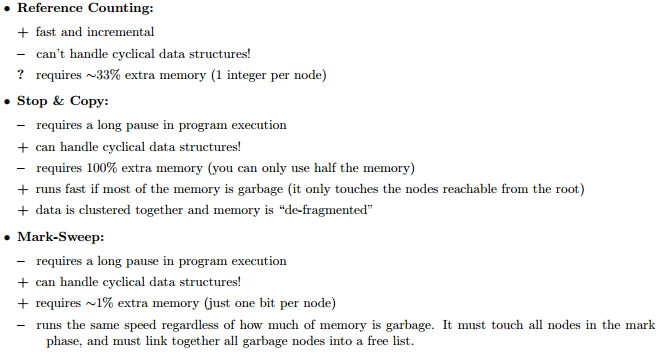 • Reference Counting:
+ fast and incremental
– can't handle cyclical data structures!
? requires ∼33% extra memory (1 integer per node)
• Stop & Copy:
– requires a long pause in program execution
+ can handle cyclical data structures!
– requires 100% extra memory (you can only use half the memory)
+ runs fast if most of the memory is garbage (it only touches the nodes reachable from the root)
+ data is clustered together and memory is “de-fragmented”
• Mark-Sweep:
– requires a long pause in program execution
+ can handle cyclical data structures!
+ requires ∼1% extra memory (just one bit per node)
– runs the same speed regardless of how much of memory is garbage. It must touch all nodes in the mark
phase, and must link together all garbage nodes into a free list.